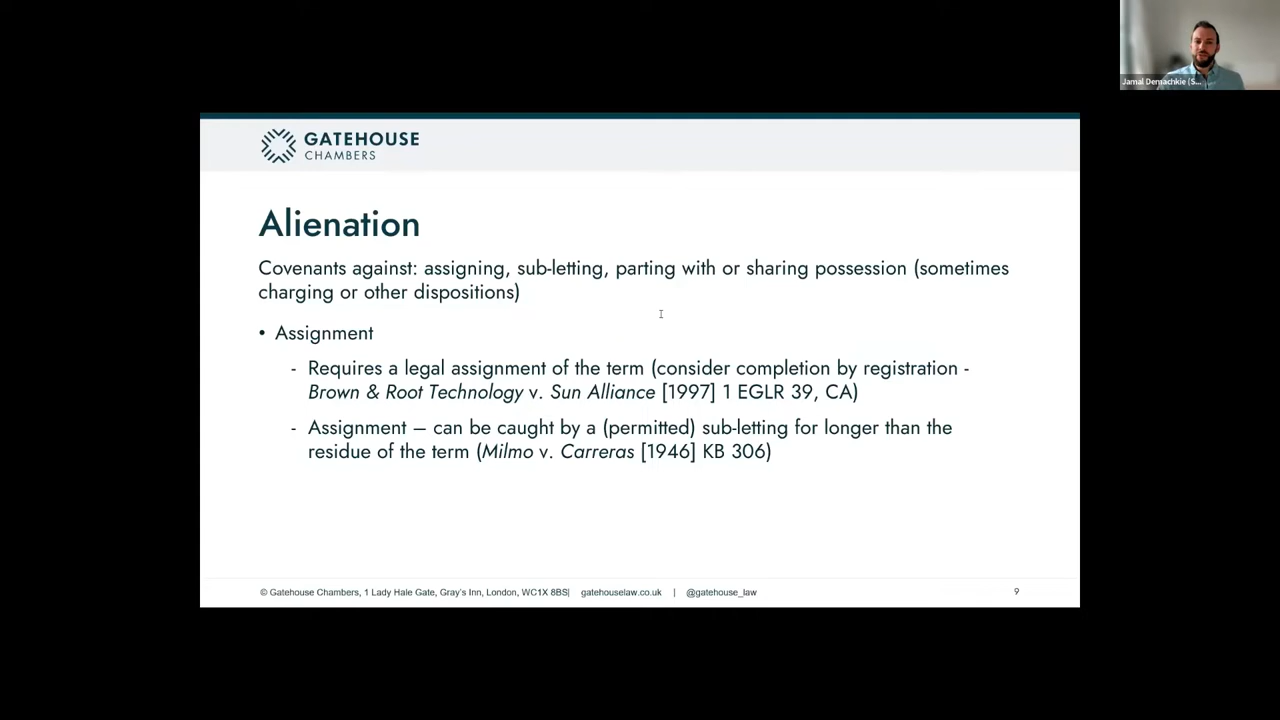 Jamal Demachkie (S...
GATEHOUSE
CHAMBERS
Alienation
Covenants against: assigning, sub-letting, parting with or sharing possession (sometimes
charging or other dispositions)
• Assignment
- Requires a legal assignment of the term (consider completion by registration -
Brown & Root Technology v. Sun Alliance [1997] 1 EGLR 39, CA)
- Assignment – can be caught by a (permitted) sub-letting for longer than the
residue of the term (Milmo v. Carreras [1946] KB 306)
© Gatehouse Chambers, 1 Lady Hale Gate, Gray's Inn, London, WC1X 8BS| gatehouselaw.co.uk | @gatehouse_law 9